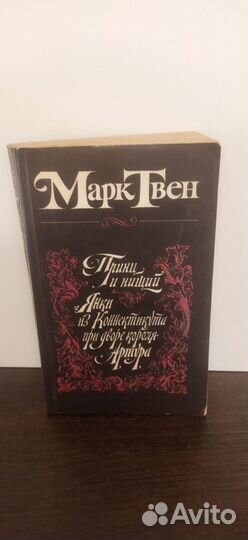 Марк Твен
Принц
и нищий
Янки
из Коннектикута
при дворе короля
Артура
Avito